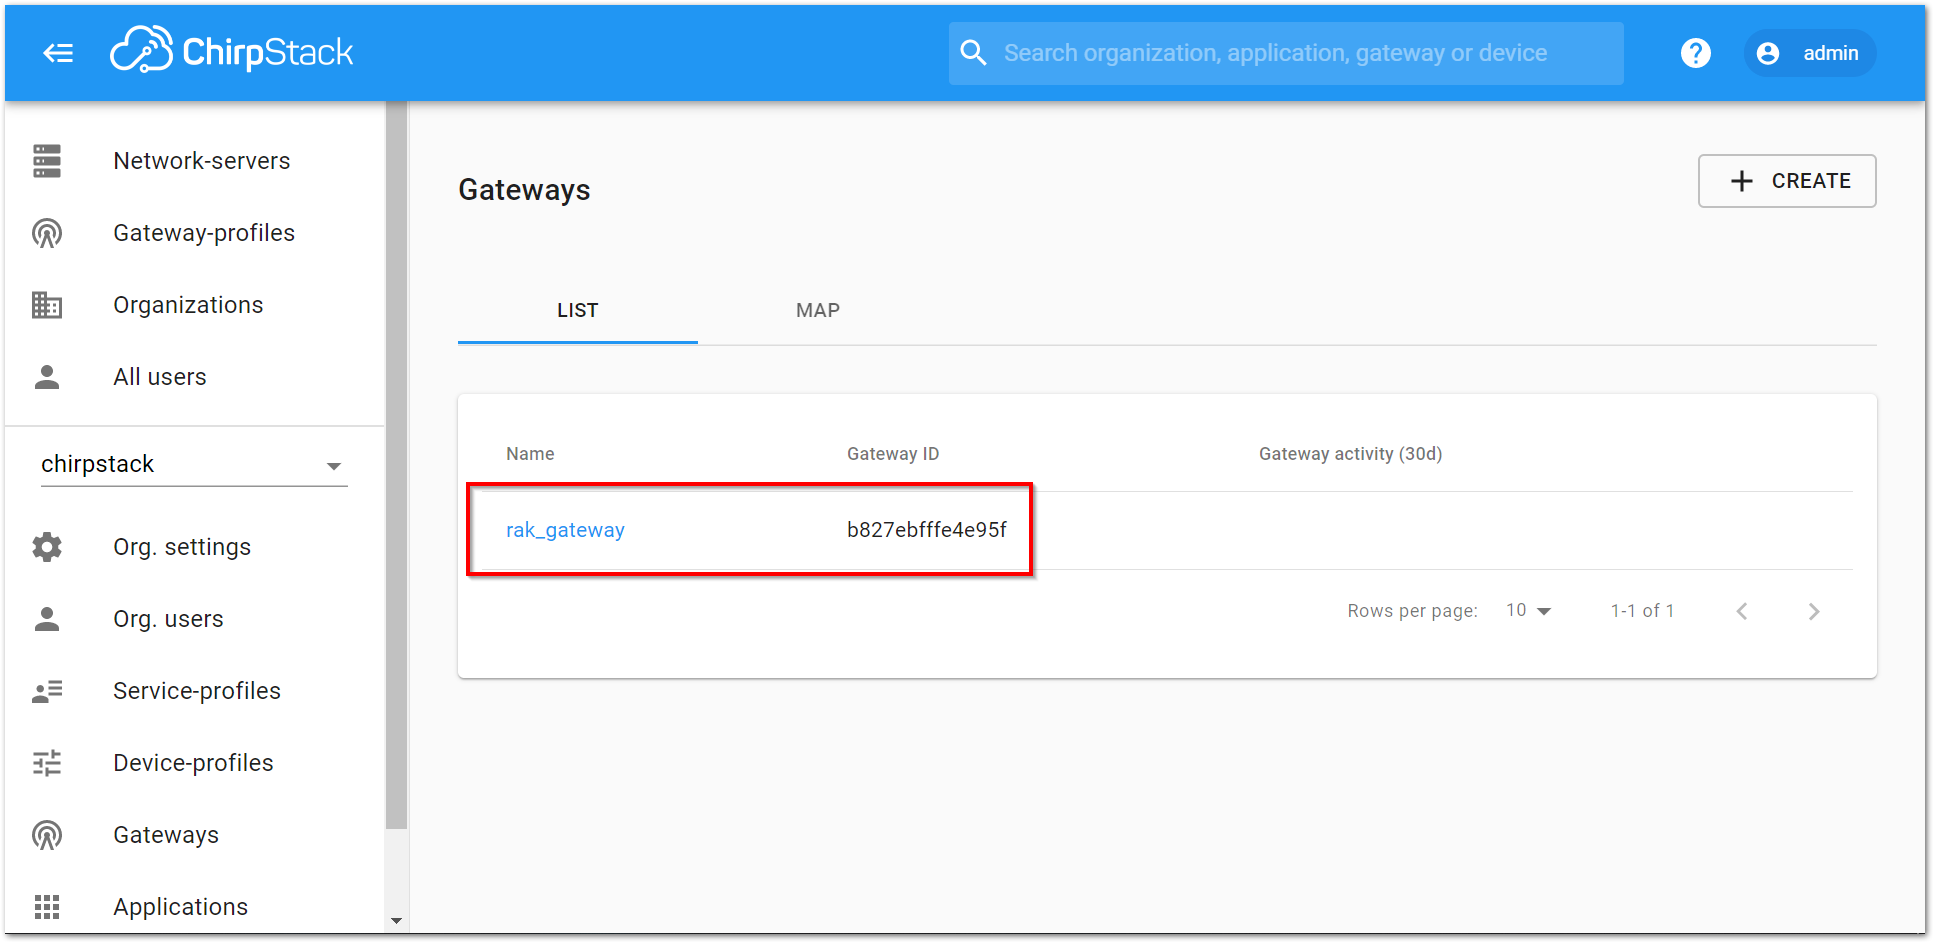 ChirpStack
Search organization, application, gateway or device
? admin
Network-servers
Gateway-profiles
Organizations
All users
chirpstack
Org. settings
Org. users
Service-profiles
Device-profiles
Gateways
Applications
Gateways
+ CREATE
LIST MAP
Name Gateway ID Gateway activity (30d)
rak_gateway b827ebfffe4e95f
Rows per page: 10 1-1 of 1